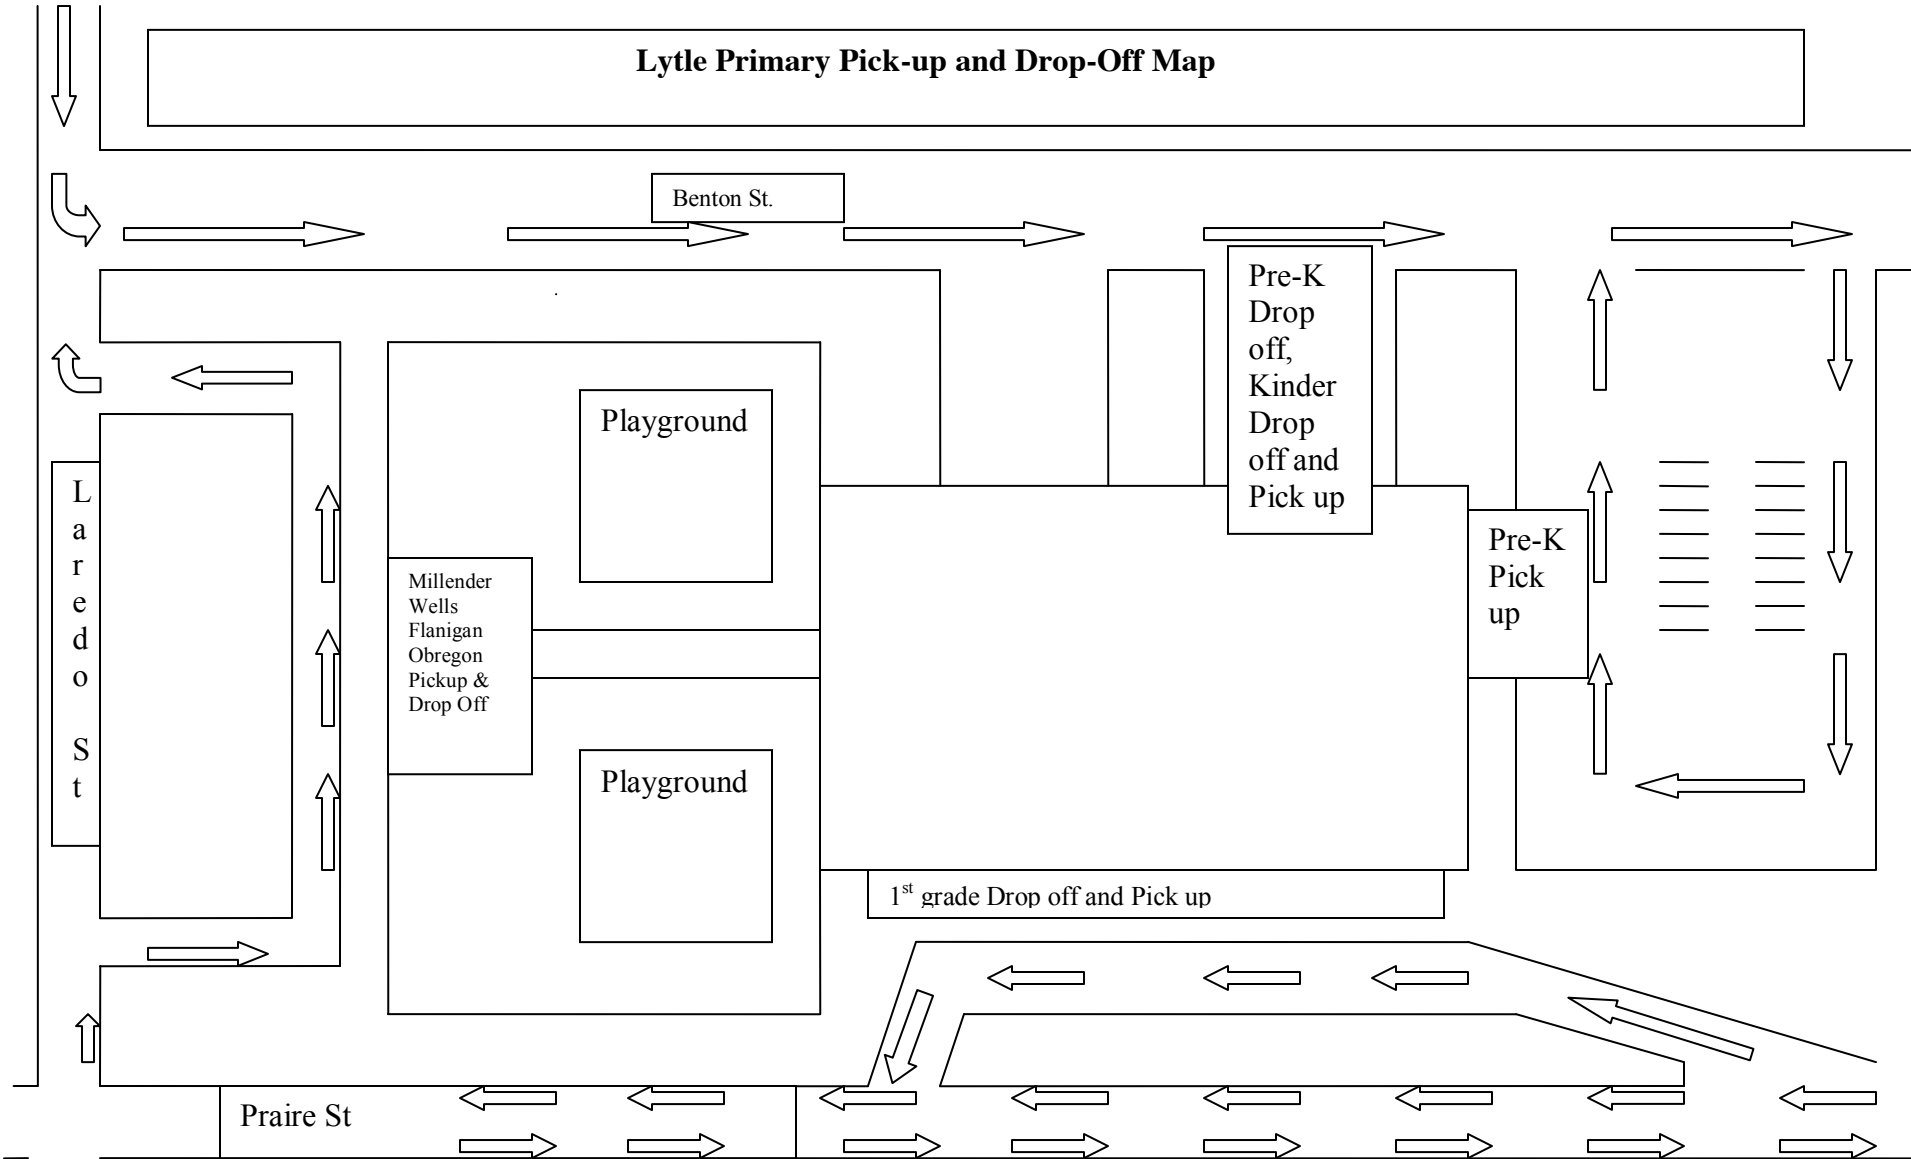 Lytle Primary Pick-up and Drop-Off Map
Benton St.
Pre-K
Drop
off,
Kinder
Drop
off and
Pick up
Playground
L
a
r
e
d
o
S
t
Pre-K
Pick
up
Millender
Wells
Flanigan
Obregon
Pickup &
Drop Off
Playground
1st grade Drop off and Pick up
Praire St